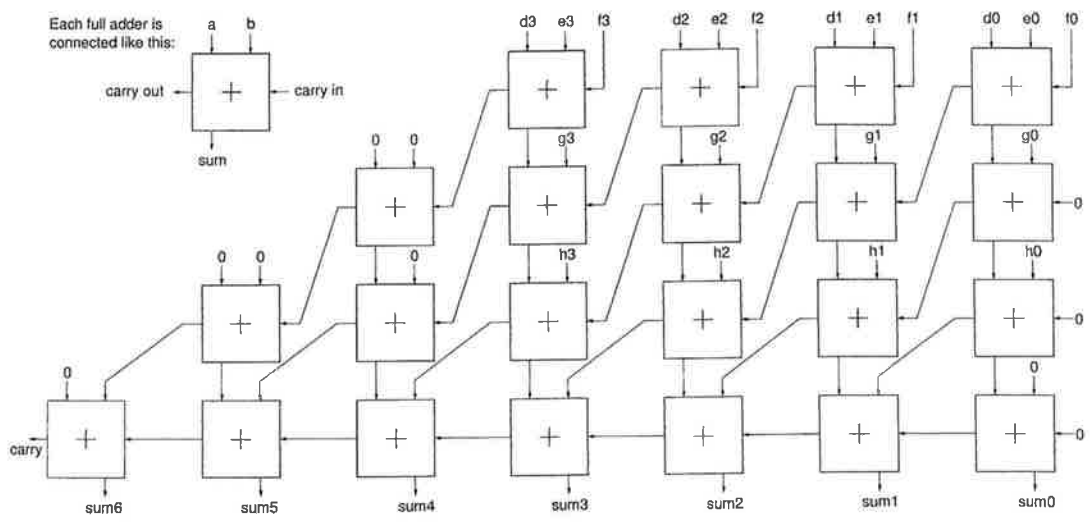 Each full adder is
connected like this:
a b
carry out + carry in
sum
d3 e3 f3 d2 e2 f2 d1 e1 f1 d0 e0 f0
+ + + +
0 0 g3 g2 g1 g0
+ + + + + 0
0 0 0 h3 h2 h1 h0
+ + + + + + 0
0 0
carry + + + + + + + 0
sum6 sum5 sum4 sum3 sum2 sum1 sum0